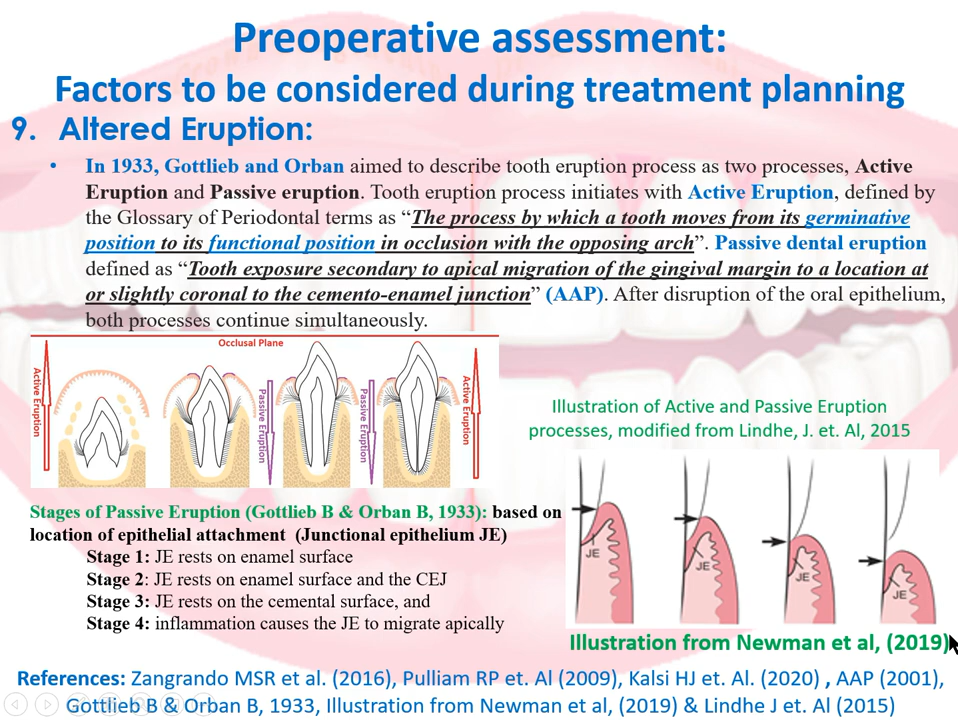 Preoperative assessment:
Factors to be considered during treatment planning
9. Altered Eruption:
• In 1933, Gottlieb and Orban aimed to describe tooth eruption process as two processes, Active
Eruption and Passive eruption. Tooth eruption process initiates with Active Eruption, defined by
the Glossary of Periodontal terms as “The process by which a tooth moves from its germinative
position to its functional position in occlusion with the opposing arch”. Passive dental eruption
defined as “Tooth exposure secondary to apical migration of the gingival margin to a location at
or slightly coronal to the cemento-enamel junction” (AAP). After disruption of the oral epithelium,
both processes continue simultaneously.
Occlusal Plane
Active Eruption
Passive Eruption
Passive Eruption
Active Eruption
Illustration of Active and Passive Eruption
processes, modified from Lindhe, J. et. Al, 2015
Stages of Passive Eruption (Gottlieb B & Orban B, 1933): based on
location of epithelial attachment (Junctional epithelium JE)
Stage 1: JE rests on enamel surface
Stage 2: JE rests on enamel surface and the CEJ
Stage 3: JE rests on the cemental surface, and
Stage 4: inflammation causes the JE to migrate apically
JE
JE
JE
JE
Illustration from Newman et al, (2019)
References: Zangrando MSR et al. (2016), Pulliam RP et. Al (2009), Kalsi HJ et. Al. (2020) , AAP (2001),
Gottlieb B & Orban B, 1933, Illustration from Newman et al, (2019) & Lindhe J et. Al (2015)